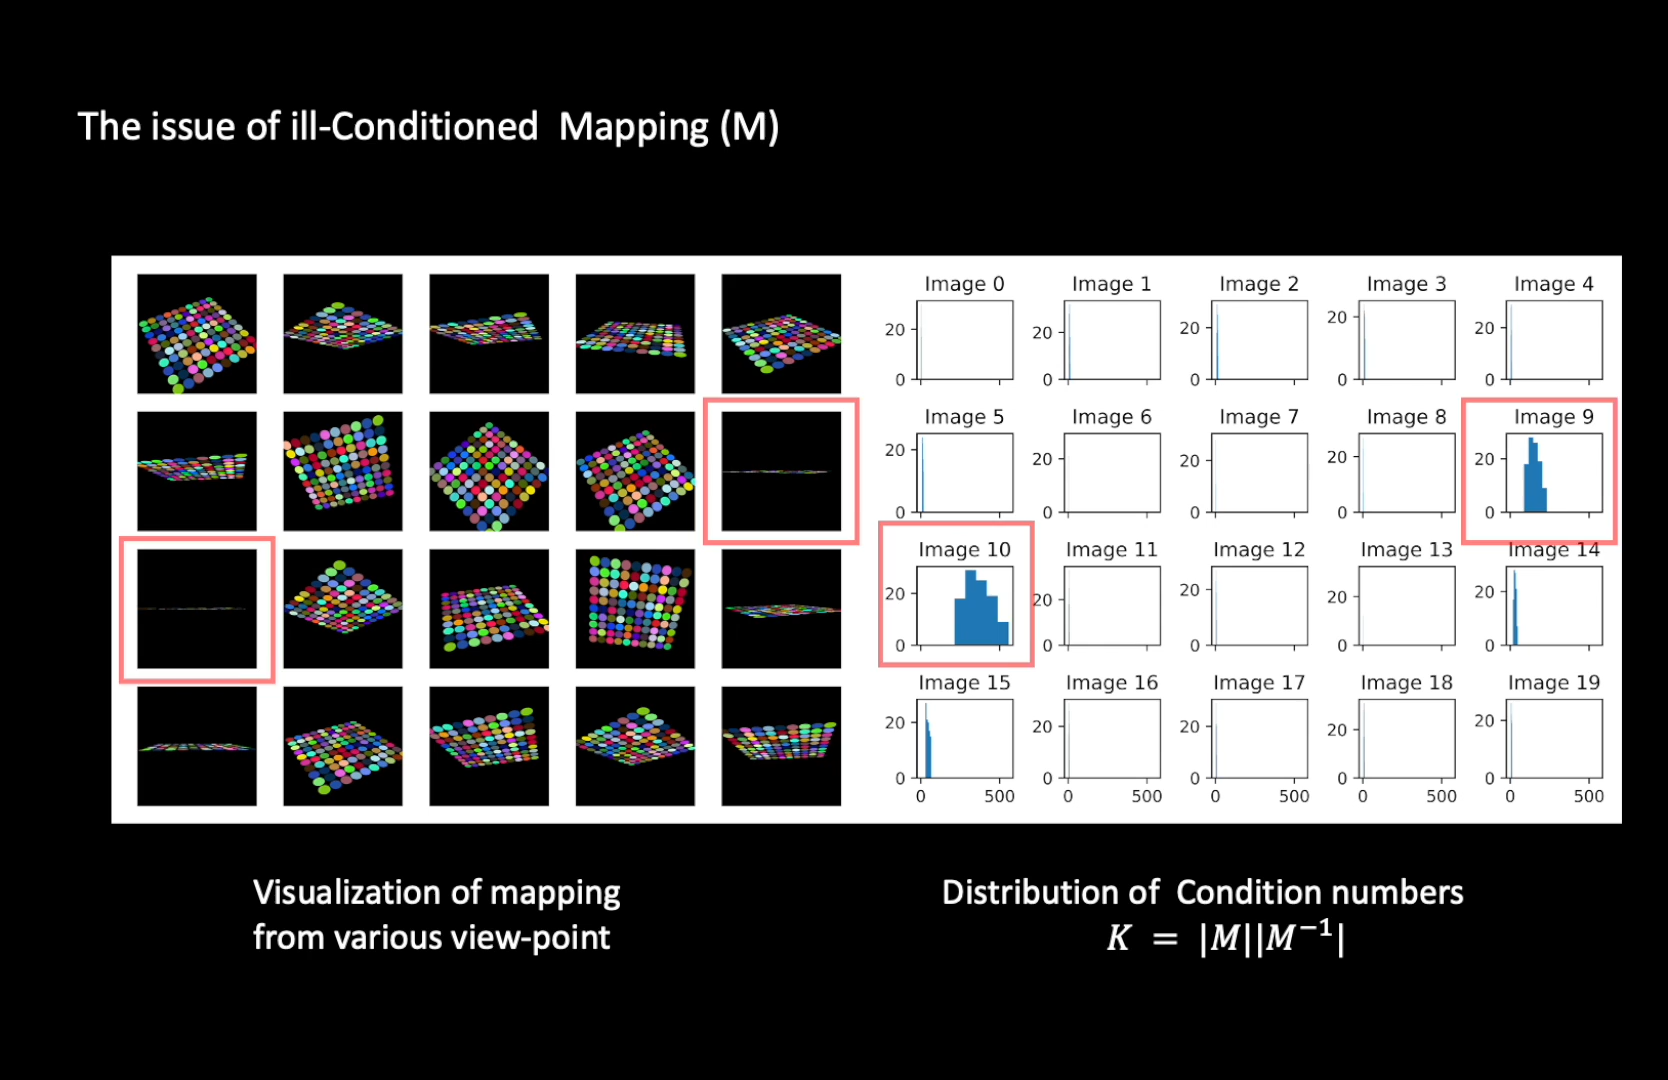 The issue of ill-Conditioned  Mapping (M)
Image 0
20
0
Image 1
20
0
Image 2
20
0
Image 3
20
0
Image 4
20
0
Image 5
20
0
Image 6
20
0
Image 7
20
0
Image 8
20
0
Image 9
20
0
Image 10
20
0
Image 11
20
0
Image 12
20
0
Image 13
20
0
Image 14
20
0
Image 15
20
0
0 500
Image 16
20
0
0 500
Image 17
20
0
0 500
Image 18
20
0
0 500
Image 19
20
0
0 500
Visualization of mapping
from various view-point
Distribution of  Condition numbers
K = |M||M⁻¹|